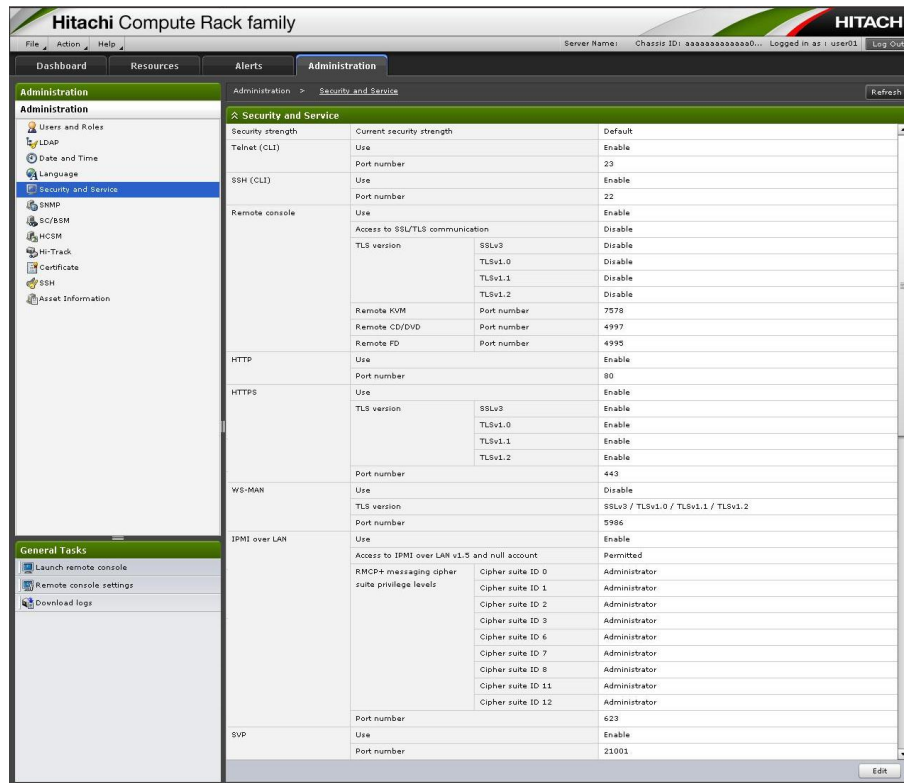 Hitachi Compute Rack family
HITACH
File Action Help
Server Name: Chassis ID: aaaaaaaaaaaaa0... Logged in as : user01 Log Out
Dashboard Resources Alerts Administration
Administration
Administration
Users and Roles
LDAP
Date and Time
Language
Security and Service
SNMP
SC/BSM
HCSM
Hi-Track
Certificate
SSH
Asset Information
General Tasks
Launch remote console
Remote console settings
Download logs
Administration > Security and Service
Refresh
Security and Service
Security strength Current security strength Default
Telnet (CLI) Use Enable
Port number 23
SSH (CLI) Use Enable
Port number 22
Remote console Use Enable
Access to SSL/TLS communication Disable
TLS version SSLv3 Disable
TLSv1.0 Disable
TLSv1.1 Disable
TLSv1.2 Disable
Remote KVM Port number 7578
Remote CD/DVD Port number 4997
Remote FD Port number 4995
HTTP Use Enable
Port number 80
HTTPS Use Enable
TLS version SSLv3 Enable
TLSv1.0 Enable
TLSv1.1 Enable
TLSv1.2 Enable
Port number 443
WS-MAN Use Disable
TLS version SSLv3 / TLSv1.0 / TLSv1.1 / TLSv1.2
Port number 5986
IPMI over LAN Use Enable
Access to IPMI over LAN v1.5 and null account Permitted
RMCP+ messaging cipher Cipher suite ID 0 Administrator
suite privilege levels Cipher suite ID 1 Administrator
Cipher suite ID 2 Administrator
Cipher suite ID 3 Administrator
Cipher suite ID 6 Administrator
Cipher suite ID 7 Administrator
Cipher suite ID 8 Administrator
Cipher suite ID 11 Administrator
Cipher suite ID 12 Administrator
Port number 623
SVP Use Enable
Port number 21001
Edit